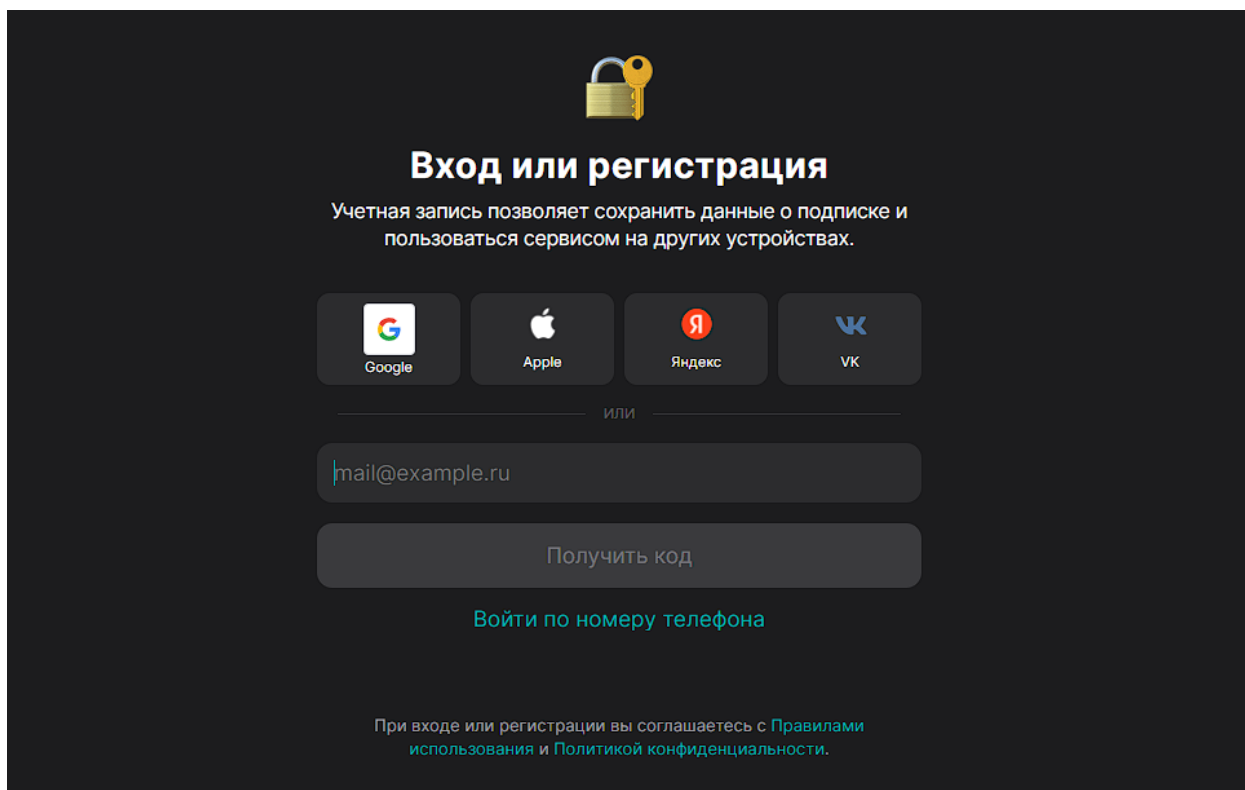 Вход или регистрация
Учетная запись позволяет сохранить данные о подписке и
пользоваться сервисом на других устройствах.
Google
Apple
Яндекс
VK
или
mail@example.ru
Получить код
Войти по номеру телефона
При входе или регистрации вы соглашаетесь с Правилами
использования и Политикой конфиденциальности.